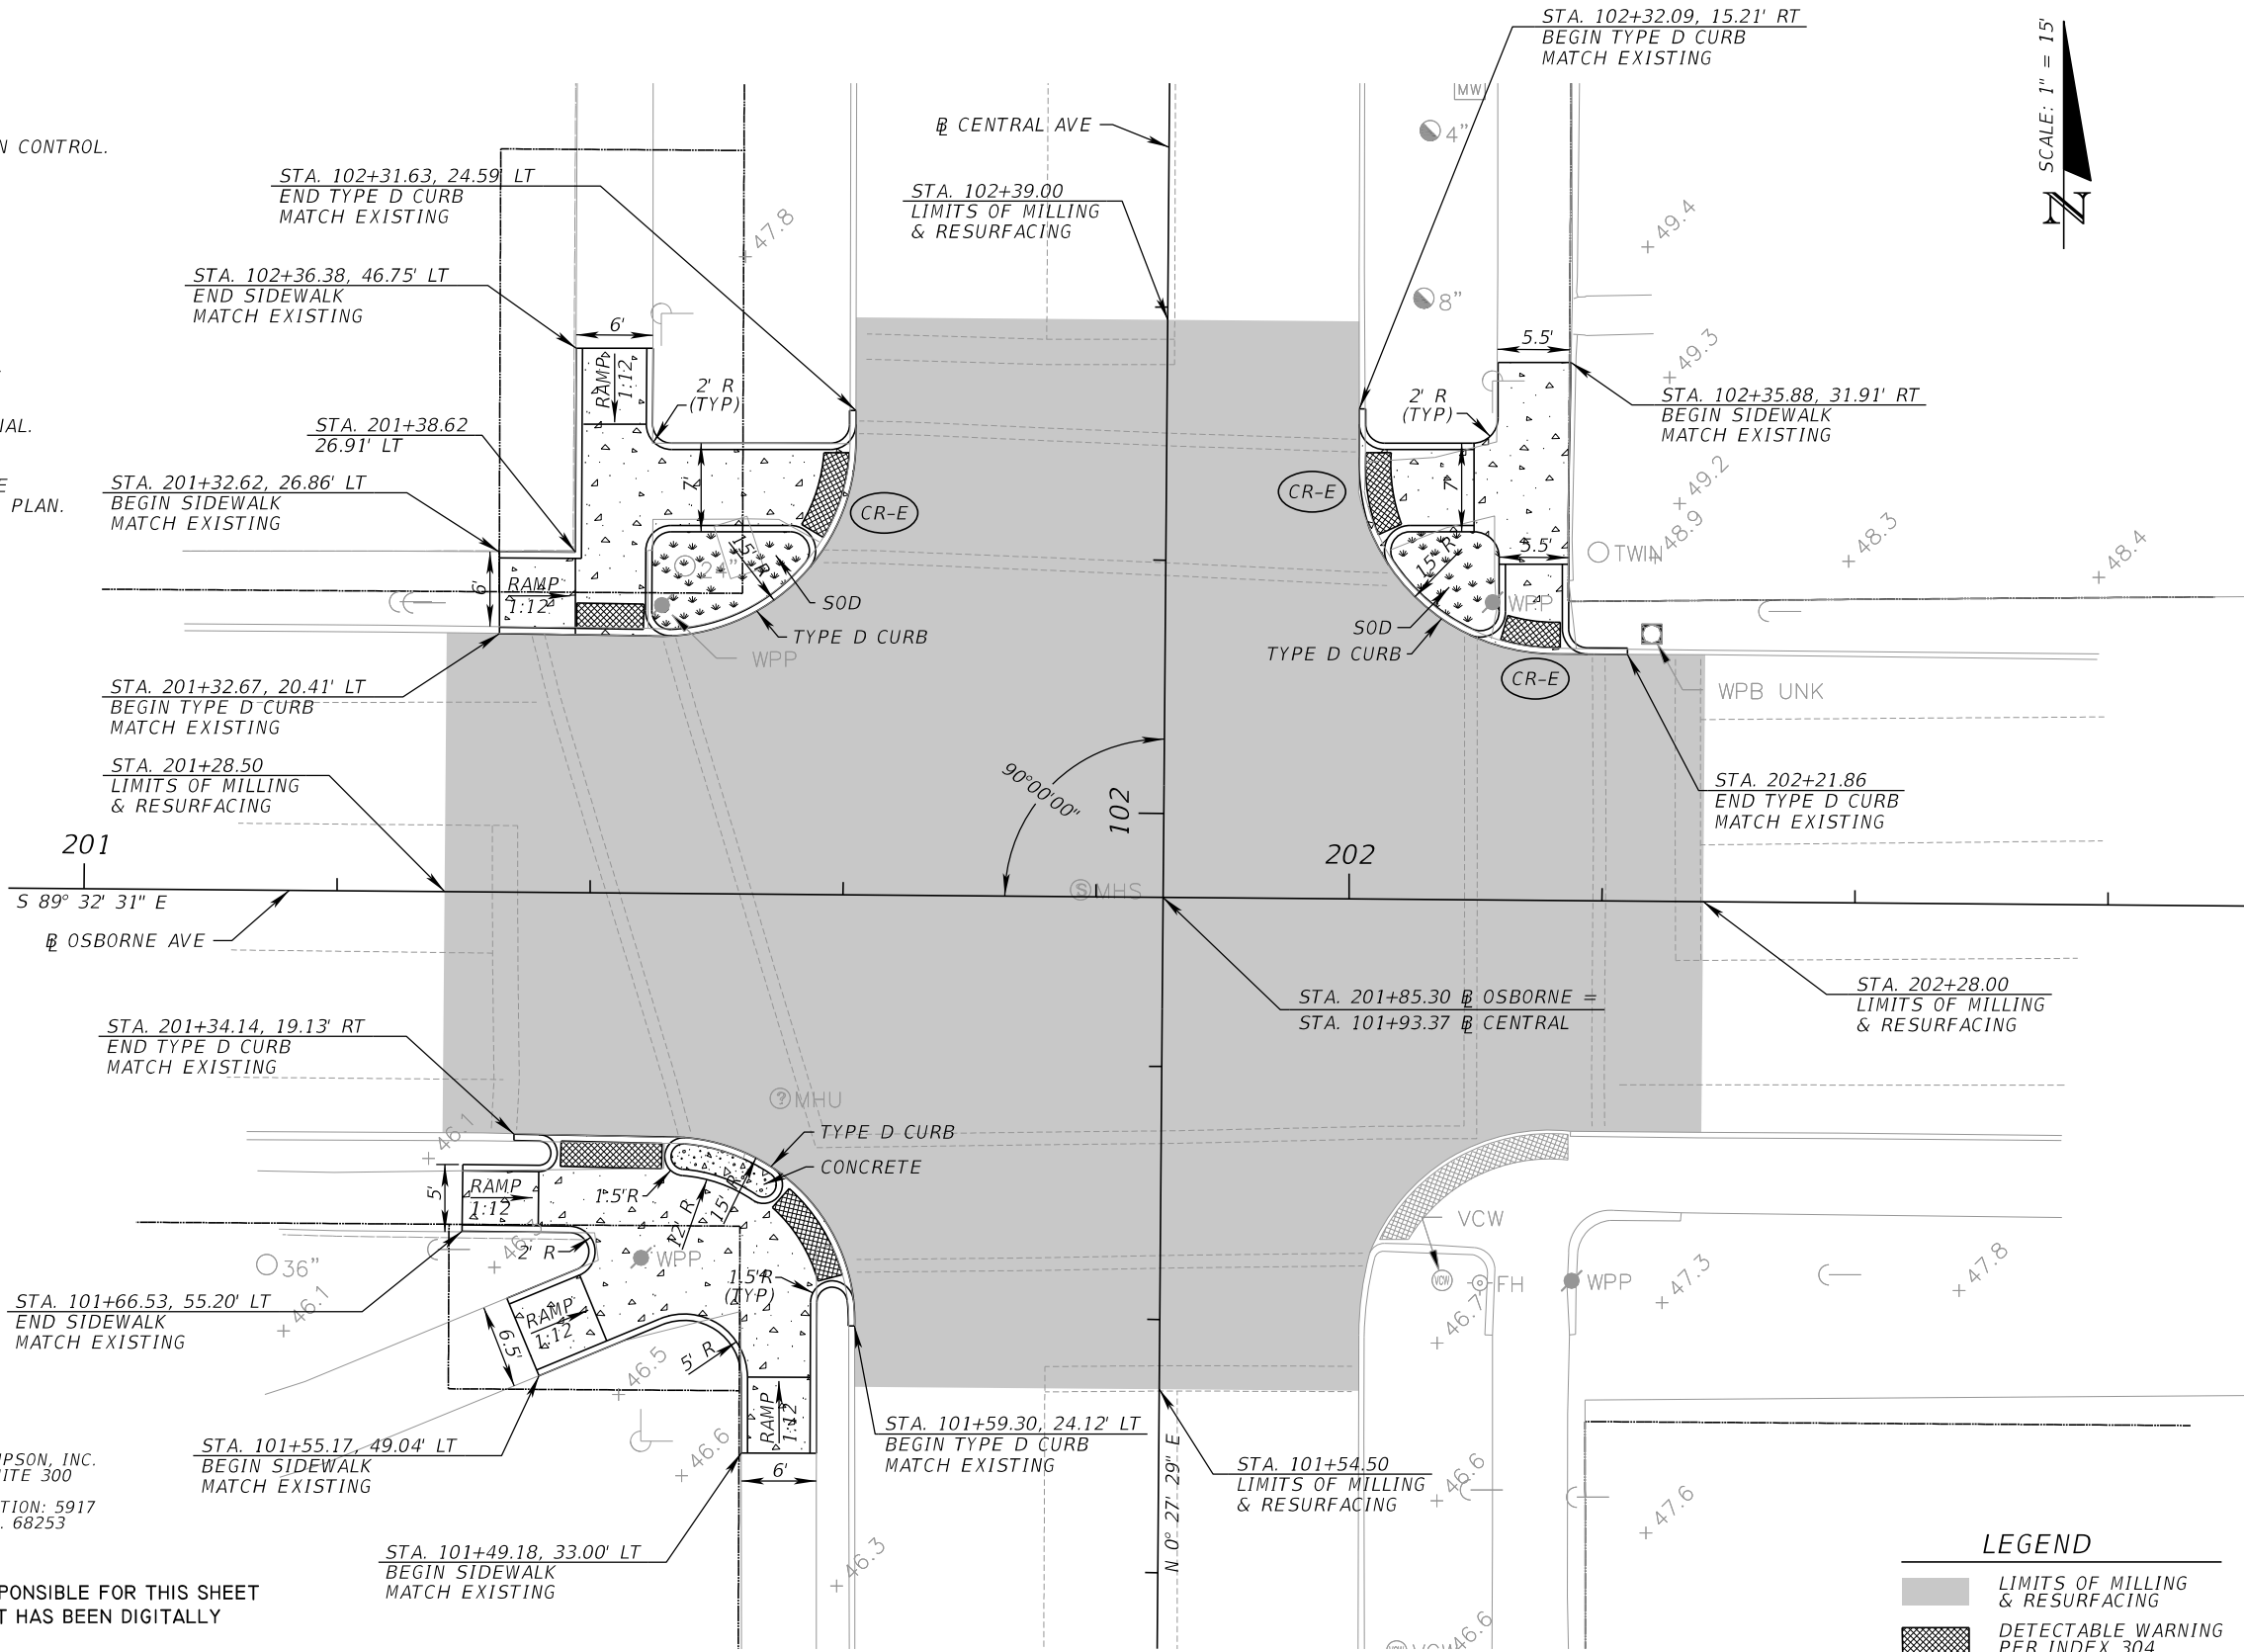 STA. 102+32.09, 15.21' RT
BEGIN TYPE D CURB
MATCH EXISTING
SCALE: 1" = 15'
N
MW
4"
℄ CENTRAL AVE
N CONTROL.
STA. 102+31.63, 24.59' LT
END TYPE D CURB
MATCH EXISTING
STA. 102+39.00
LIMITS OF MILLING
& RESURFACING
47.8
49.4
STA. 102+36.38, 46.75' LT
END SIDEWALK
MATCH EXISTING
8"
6'
5.5'
49.3
RAMP
1:12
2' R
(TYP)
2' R
(TYP)
STA. 102+35.88, 31.91' RT
BEGIN SIDEWALK
MATCH EXISTING
STA. 201+38.62
26.91' LT
IAL.
STA. 201+32.62, 26.86' LT
BEGIN SIDEWALK
MATCH EXISTING
E
PLAN.
7'
CR-E
CR-E
7'
49.2
48.9
48.3
48.4
TWIN
5.5'
24"
15' R
15' R
6'
RAMP
1:12
SOD
TYPE D CURB
WPP
SOD
TYPE D CURB
WPP
CR-E
WPB UNK
STA. 201+32.67, 20.41' LT
BEGIN TYPE D CURB
MATCH EXISTING
STA. 201+28.50
LIMITS OF MILLING
& RESURFACING
90°00'00"
102
STA. 202+21.86
END TYPE D CURB
MATCH EXISTING
201
202
S 89° 32' 31" E
MHS
℄ OSBORNE AVE
STA. 201+85.30 ℄ OSBORNE =
STA. 101+93.37 ℄ CENTRAL
STA. 202+28.00
LIMITS OF MILLING
& RESURFACING
STA. 201+34.14, 19.13' RT
END TYPE D CURB
MATCH EXISTING
? MHU
46.1
TYPE D CURB
CONCRETE
5'
RAMP
1:12
1.5'R
12' R
15' R
2' R
WPP
36"
46.1
1.5'R
(TYP)
VCW
VCW
FH
WPP
46.7
47.3
47.8
STA. 101+66.53, 55.20' LT
END SIDEWALK
MATCH EXISTING
RAMP
1:12
6.5'
5' R
46.5
RAMP
1:12
46.6
6'
STA. 101+55.17, 49.04' LT
BEGIN SIDEWALK
MATCH EXISTING
STA. 101+59.30, 24.12' LT
BEGIN TYPE D CURB
MATCH EXISTING
N 0° 27' 29" E
STA. 101+54.50
LIMITS OF MILLING
& RESURFACING
46.6
47.6
MPSON, INC.
ITE 300
TION: 5917
. 68253
STA. 101+49.18, 33.00' LT
BEGIN SIDEWALK
MATCH EXISTING
46.3
46.6
PONSIBLE FOR THIS SHEET
T HAS BEEN DIGITALLY
LEGEND
LIMITS OF MILLING
& RESURFACING
DETECTABLE WARNING
PER INDEX 304